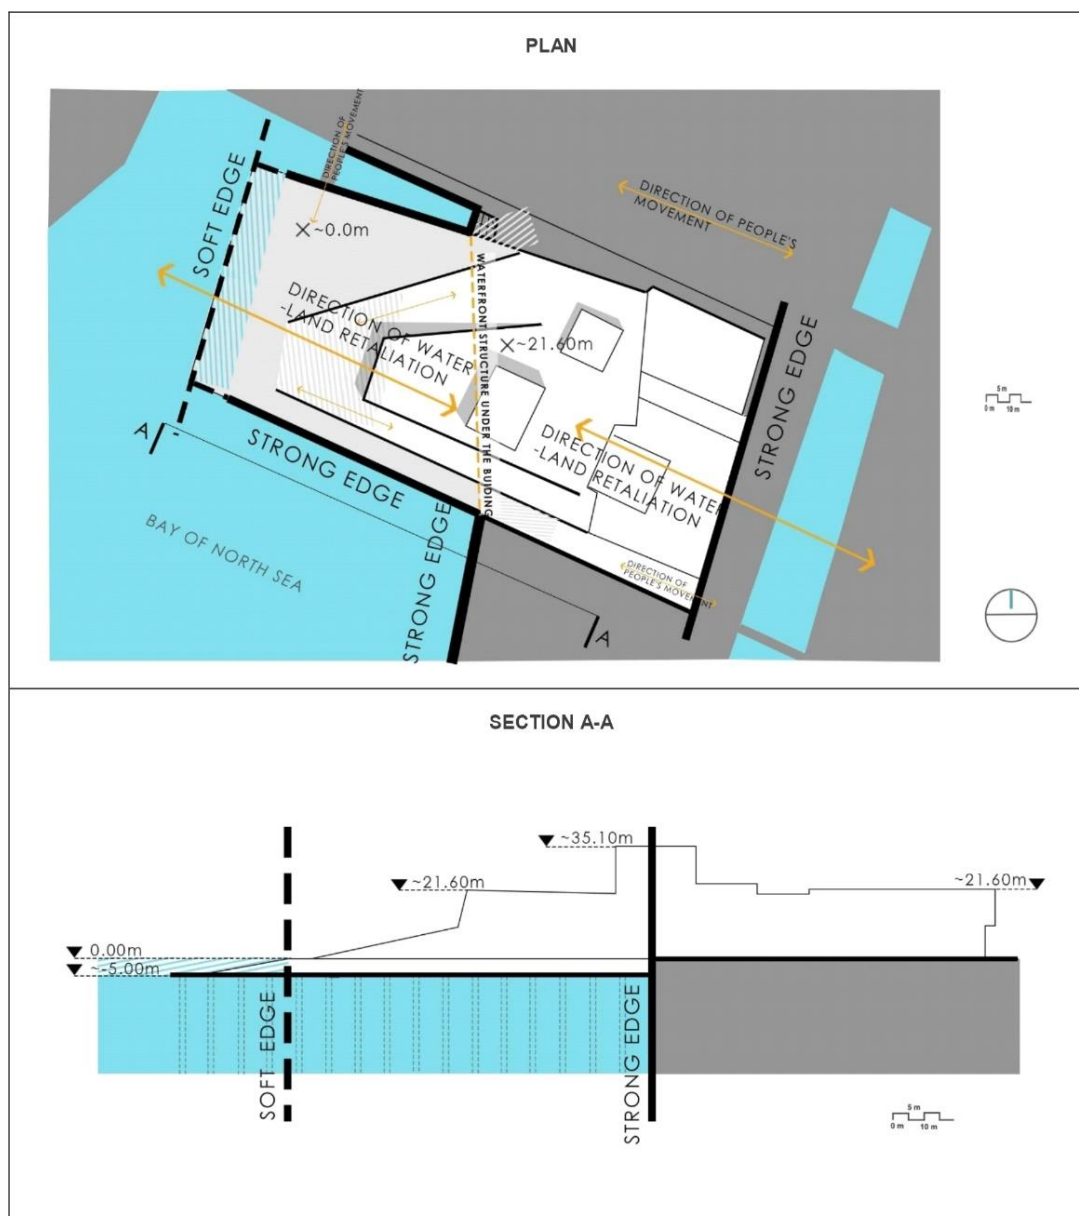 PLAN
DIRECTION OF
PEOPLE'S MOVEMENT
SOFT EDGE
~0.0m
DIRECTION OF PEOPLE'S
MOVEMENT
WATERFRONT STRUCTURE UNDER THE BUIDING
DIRECTION OF WATER
-LAND RETALIATION
~21.60m
STRONG EDGE
5 m
0 m 10 m
A
STRONG EDGE
DIRECTION OF WATER
-LAND RETALIATION
BAY OF NORTH SEA
STRONG EDGE
DIRECTION OF
PEOPLE'S MOVEMENT
A
SECTION A-A
~35.10m
~21.60m
~21.60m
0.00m
~-5.00m
SOFT EDGE
STRONG EDGE
5 m
0 m 10 m